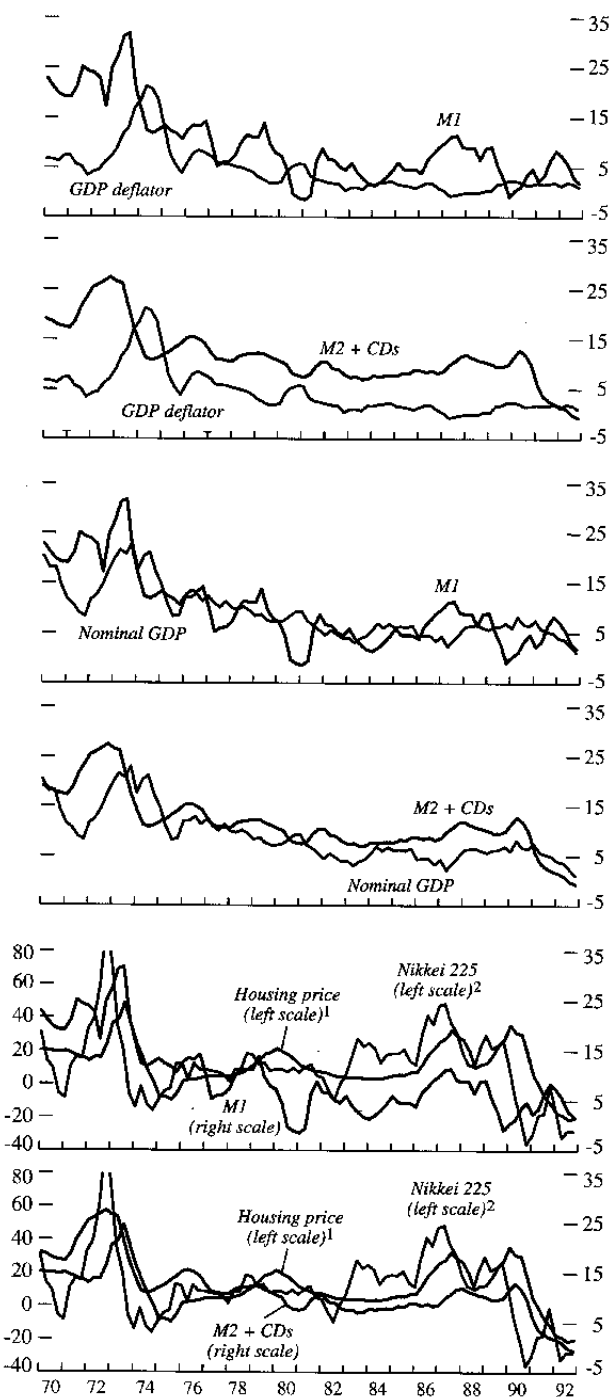 35
25
M1
15
5
GDP deflator
-5
35
25
M2 + CDs
15
5
GDP deflator
-5
35
25
M1
15
Nominal GDP
5
-5
35
25
M2 + CDs
15
5
Nominal GDP
-5
80
35
60
Nikkei 225
(left scale)2
Housing price
(left scale)1
25
40
20
15
0
M1
(right scale)
5
-20
-40
-5
80
35
60
Nikkei 225
(left scale)2
Housing price
(left scale)1
25
40
20
15
0
M2 + CDs
(right scale)
5
-20
-40
-5
70 72 74 76 78 80 82 84 86 88 90 92